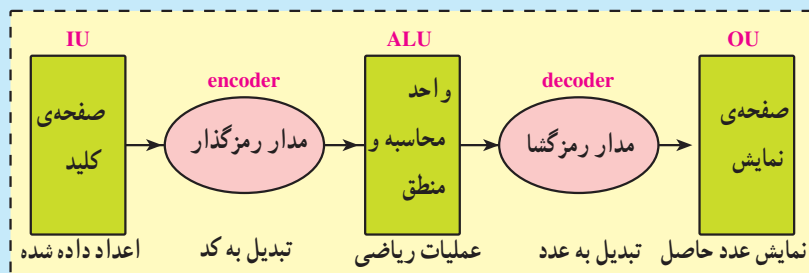 IU
ALU
OU
encoder
decoder
صفحه‌ی
کلید
مدار رمزگذار
واحد
محاسبه و
منطق
مدار رمزگشا
صفحه‌ی
نمایش
اعداد داده شده
تبدیل به کد
عملیات ریاضی
تبدیل به عدد
نمایش عدد حاصل